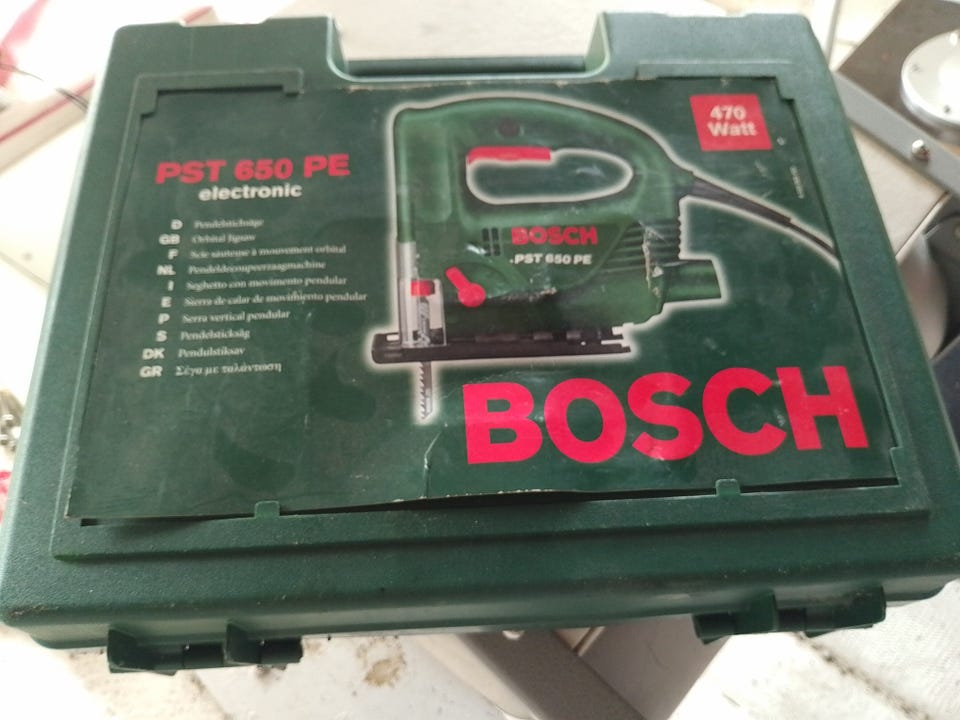 470
Watt
PST 650 PE
electronic
D Pendelstichsäge
GB Orbital jigsaw
F Scie sauteuse à mouvement orbital
NL Pendeldecoupeerzaagmachine
I Seghetto con movimento pendular
E Sierra de calar de movimiento pendular
P Serra vertical pendular
S Pendelsticksåg
DK Pendulstiksav
GR Σέγα με ταλάντωση
BOSCH
PST 650 PE
BOSCH